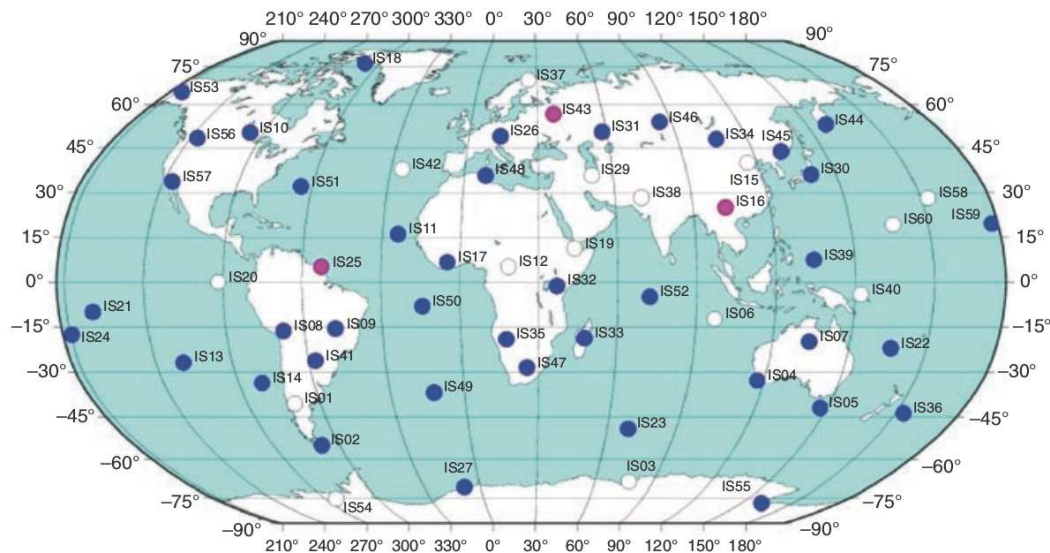 210° 240° 270° 300° 330° 0° 30° 60° 90° 120° 150° 180°
90° 90°
75° IS18 IS37 75°
IS53
60° IS43 60°
IS56 IS10 IS26 IS31 IS46 IS34 IS45 IS44
45° IS42 IS48 IS29 IS15 IS30 45°
IS57 IS51 IS38 IS58
30° IS16 IS59 30°
IS11 IS60
15° IS25 IS17 IS12 IS19 IS39 15°
0° IS20 IS32 IS52 IS40 0°
IS21 IS50 IS06
–15° IS08 IS09 IS35 IS33 IS07 –15°
IS24 IS22
IS13 IS41 IS47
–30° IS14 IS49 IS04 –30°
IS01 IS05 IS36
–45° IS23 –45°
IS02
–60° IS27 IS03 –60°
IS55
–75° IS54 –75°
–90° –90°
210° 240° 270° 300° 330° 0° 30° 60° 90° 120° 150° 180°